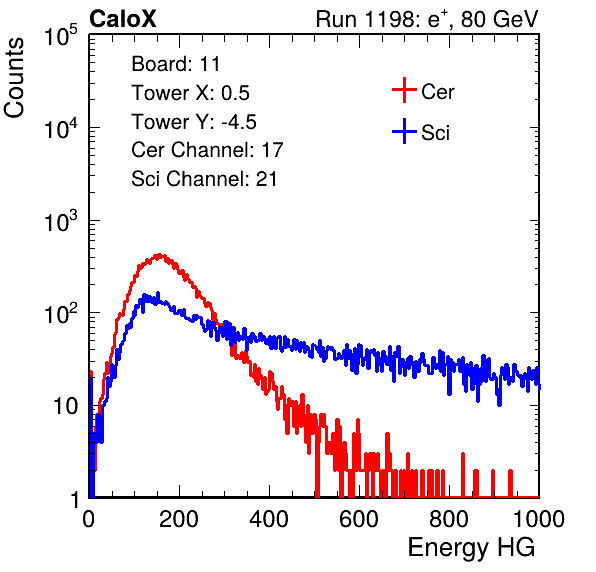 CaloX Run 1198: e⁺, 80 GeV
Counts
Board: 11
Tower X: 0.5
Tower Y: -4.5
Cer Channel: 17
Sci Channel: 21
Cer
Sci
10⁵
10⁴
10³
10²
10
1
0 200 400 600 800 1000
Energy HG